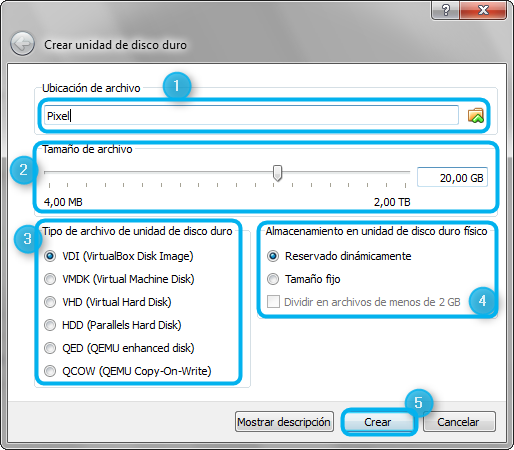 ?
X
Crear unidad de disco duro
Ubicación de archivo
1
Pixel
Tamaño de archivo
2
20,00 GB
4,00 MB 2,00 TB
3
Tipo de archivo de unidad de disco duro
VDI (VirtualBox Disk Image)
VMDK (Virtual Machine Disk)
VHD (Virtual Hard Disk)
HDD (Parallels Hard Disk)
QED (QEMU enhanced disk)
QCOW (QEMU Copy-On-Write)
Almacenamiento en unidad de disco duro físico
Reservado dinámicamente
Tamaño fijo
Dividir en archivos de menos de 2 GB
4
5
Mostrar descripción Crear Cancelar